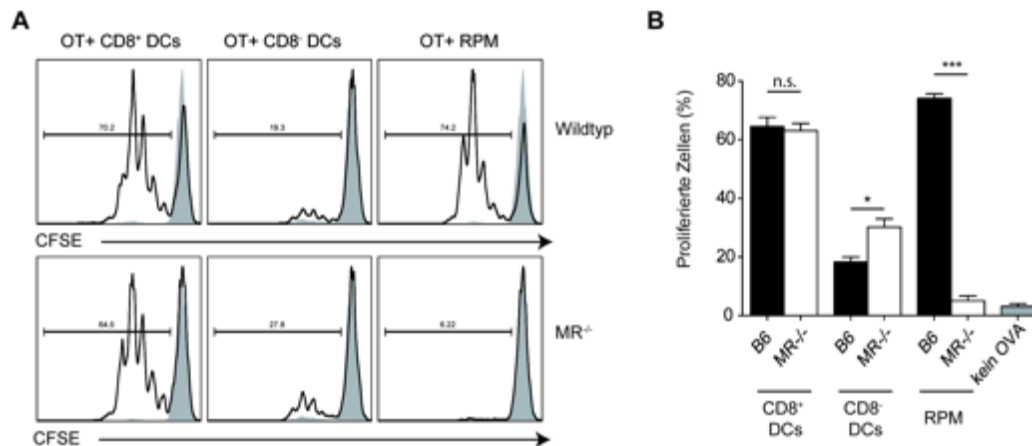 A
OT+ CD8⁺ DCs
OT+ CD8⁻ DCs
OT+ RPM
70.2
19.3
74.2
Wildtyp
CFSE
64.5
27.8
6.22
MR⁻/⁻
CFSE
B
Proliferierte Zellen (%)
80
60
40
20
0
n.s.
*
***
B6
MR-/-
B6
MR-/-
B6
MR-/-
kein OVA
CD8⁺
DCs
CD8⁻
DCs
RPM